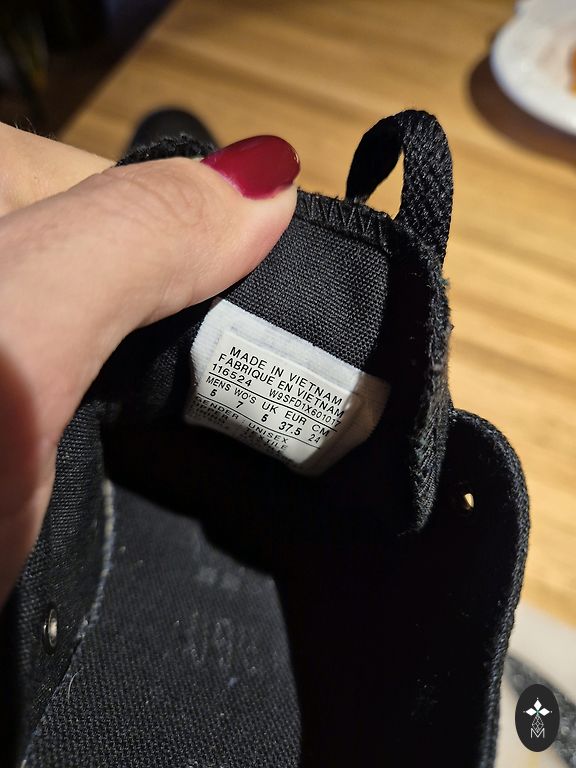 MADE IN VIETNAM
FABRIQUE EN VIETNAM
116524 W9SFD1X601017
MENS WO'S UK EUR CM
5 7 5 37.5 24
GENDER : UNISEX
M